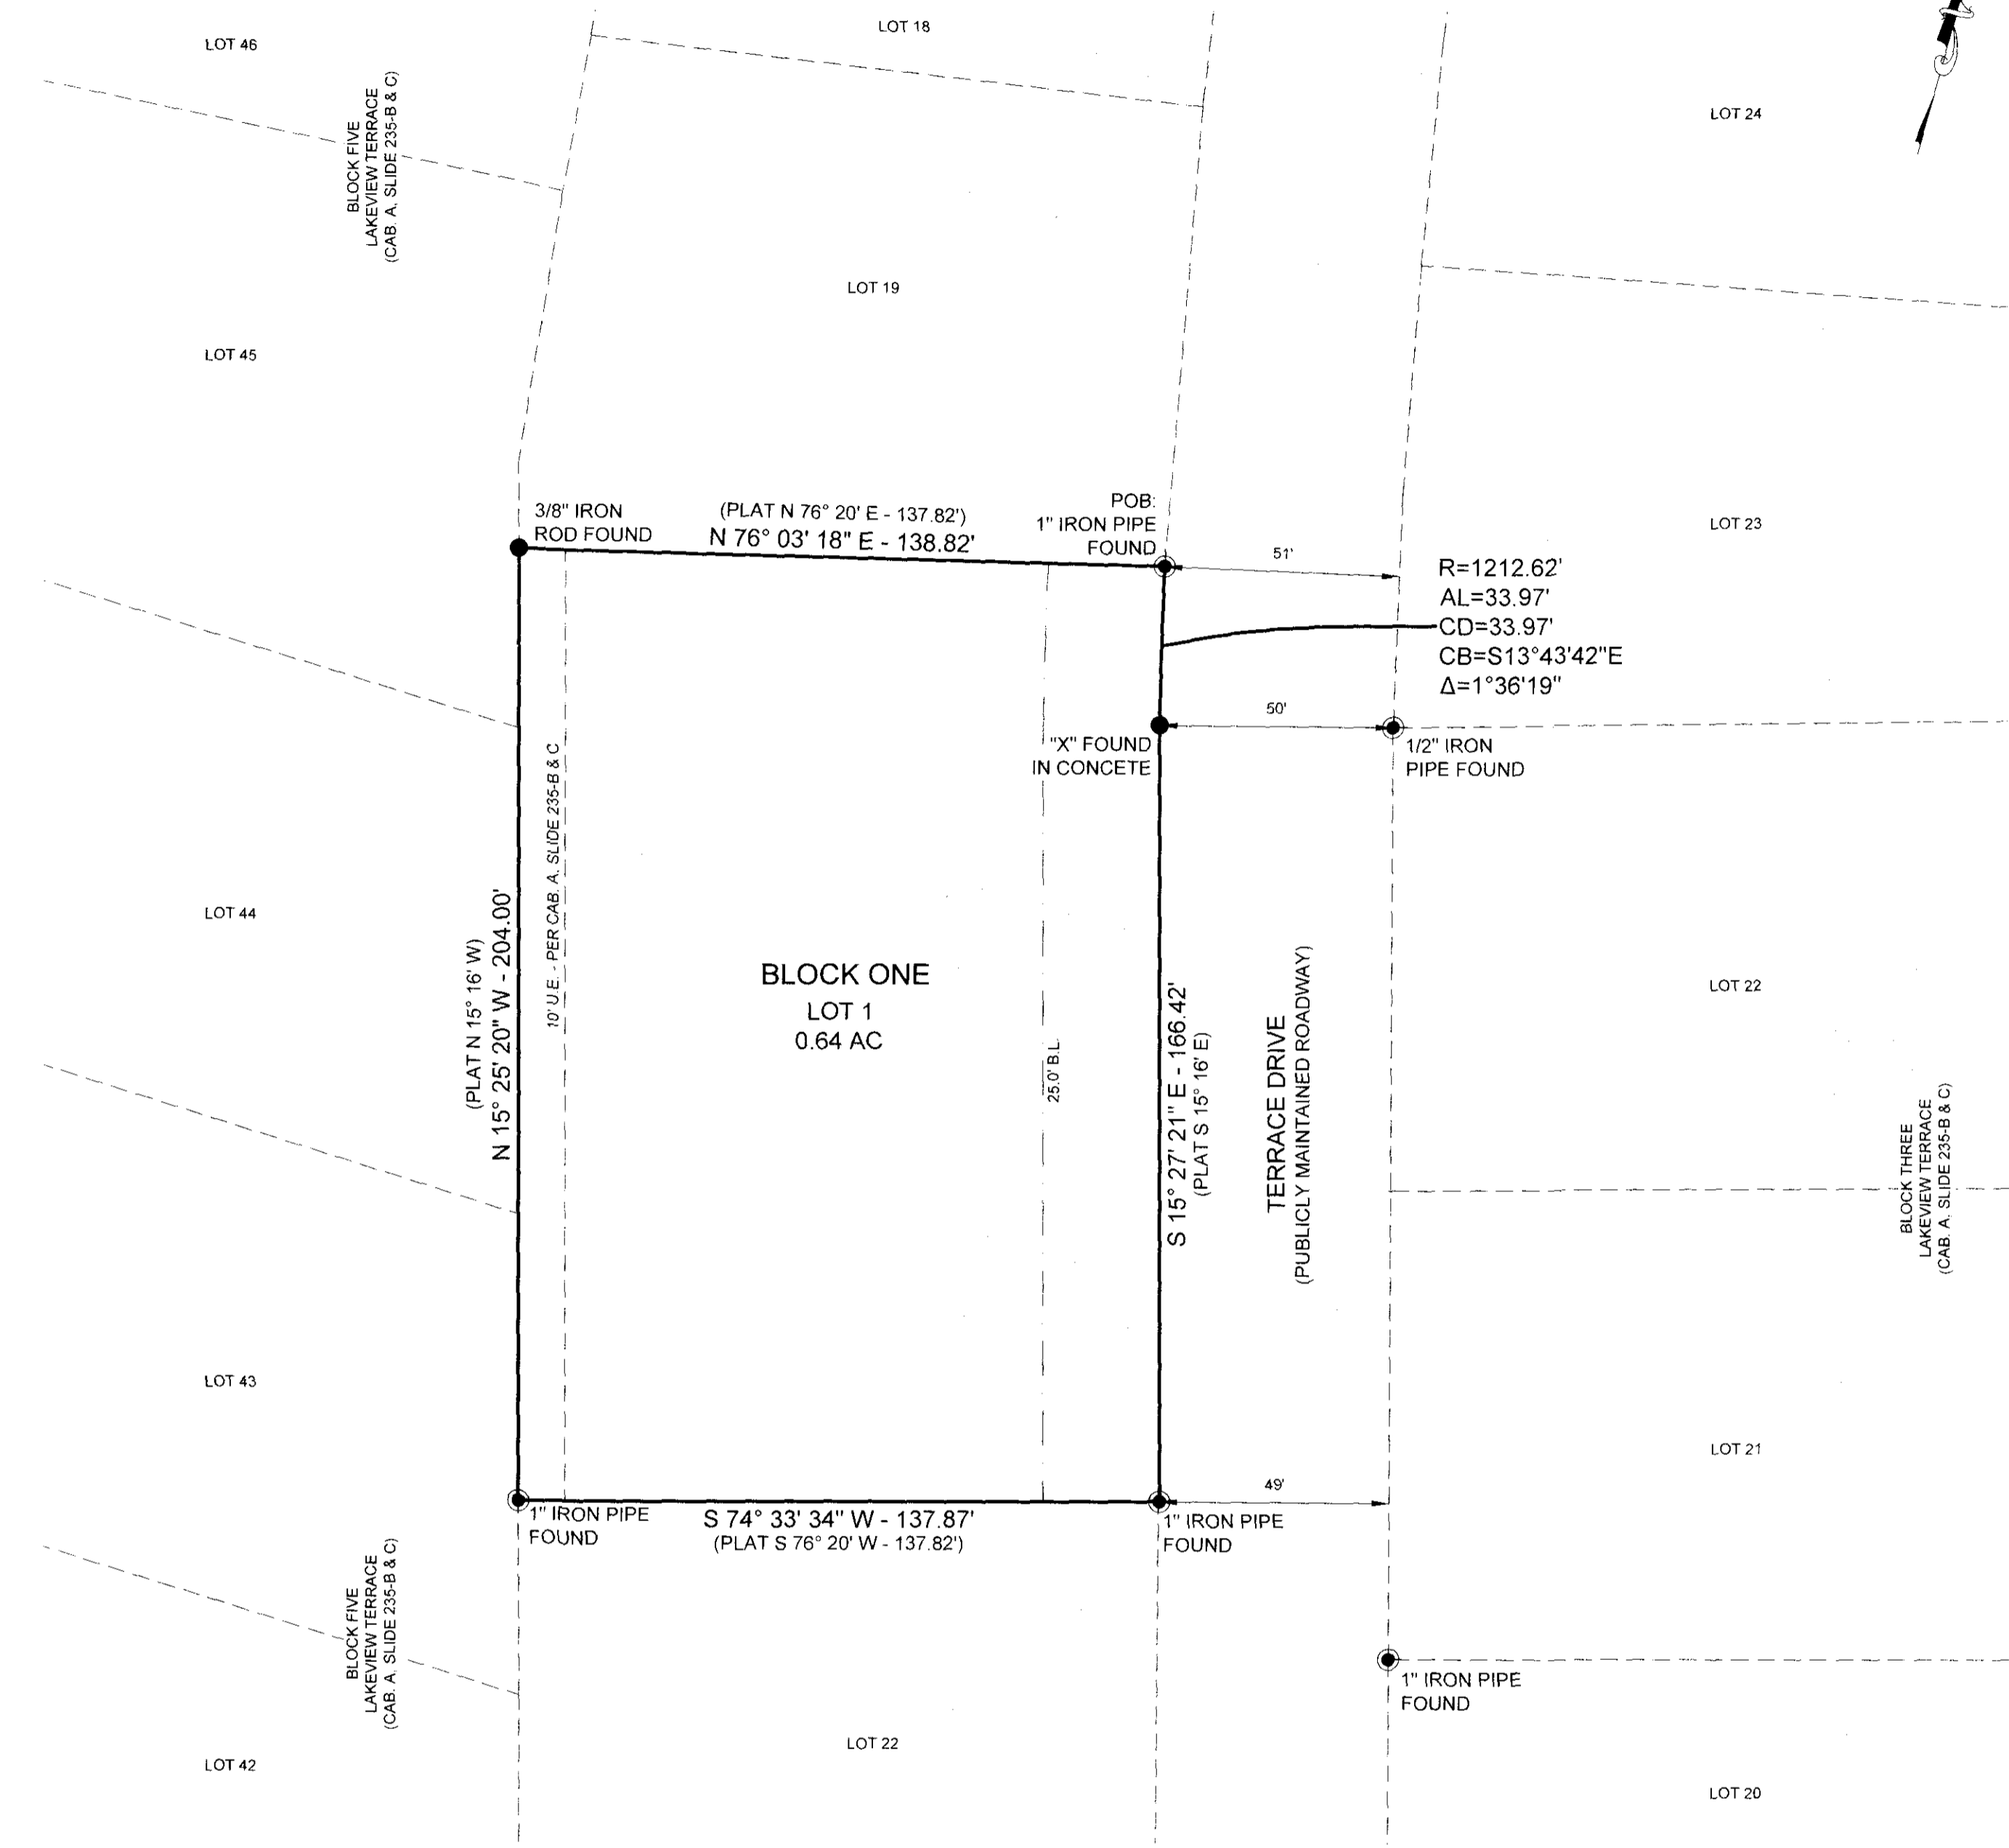 LOT 46
LOT 18
LOT 24
BLOCK FIVE
LAKEVIEW TERRACE
(CAB. A, SLIDE 235-B & C)
LOT 19
LOT 45
LOT 23
3/8" IRON
ROD FOUND
(PLAT N 76° 20' E - 137.82')
N 76° 03' 18" E - 138.82'
POB:
1" IRON PIPE
FOUND
51'
R=1212.62'
AL=33.97'
CD=33.97'
CB=S13°43'42"E
Δ=1°36'19"
50'
"X" FOUND
IN CONCETE
1/2" IRON
PIPE FOUND
10' U.E. - PER CAB. A, SLIDE 235-B & C
LOT 44
(PLAT N 15° 16' W)
N 15° 25' 20" W - 204.00'
BLOCK ONE
LOT 1
0.64 AC
25.0' B.L.
S 15° 27' 21" E - 166.42'
(PLAT S 15° 16' E)
TERRACE DRIVE
(PUBLICLY MAINTAINED ROADWAY)
LOT 22
BLOCK THREE
LAKEVIEW TERRACE
(CAB. A, SLIDE 235-B & C)
LOT 43
LOT 21
49'
1" IRON PIPE
FOUND
S 74° 33' 34" W - 137.87'
(PLAT S 76° 20' W - 137.82')
1" IRON PIPE
FOUND
BLOCK FIVE
LAKEVIEW TERRACE
(CAB. A, SLIDE 235-B & C)
1" IRON PIPE
FOUND
LOT 42
LOT 22
LOT 20